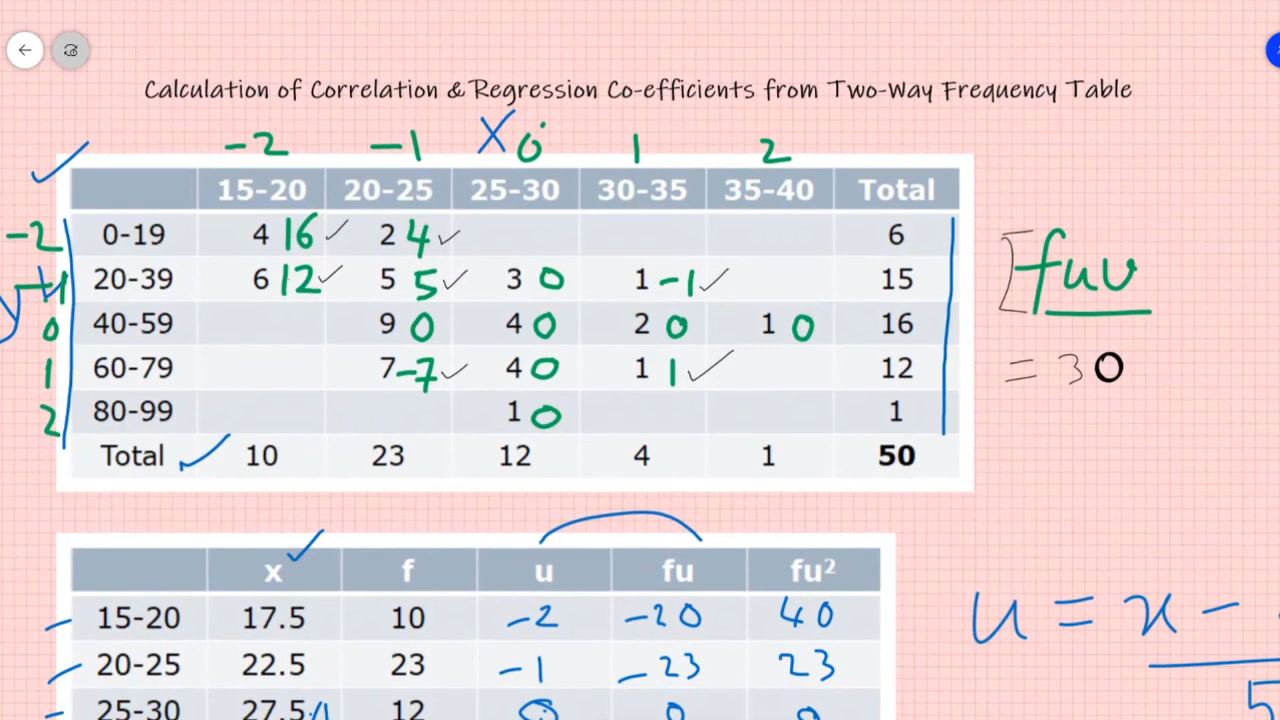 Calculation of Correlation & Regression Co-efficients from Two-Way Frequency Table
-2 -1 X 0 1 2
15-20 20-25 25-30 30-35 35-40 Total
-2 0-19 4 16 2 4 6
20-39 6 12 5 5 3 0 1 -1 15
y
0 40-59 9 0 4 0 2 0 1 0 16
1 60-79 7 -7 4 0 1 1 12
2 80-99 1 0 1
Total 10 23 12 4 1 50
fuv
= 30
x f u fu fu²
15-20 17.5 10 -2 -20 40
20-25 22.5 23 -1 -23 23
25-30 27.5 12 0 0 0
u = x -
5